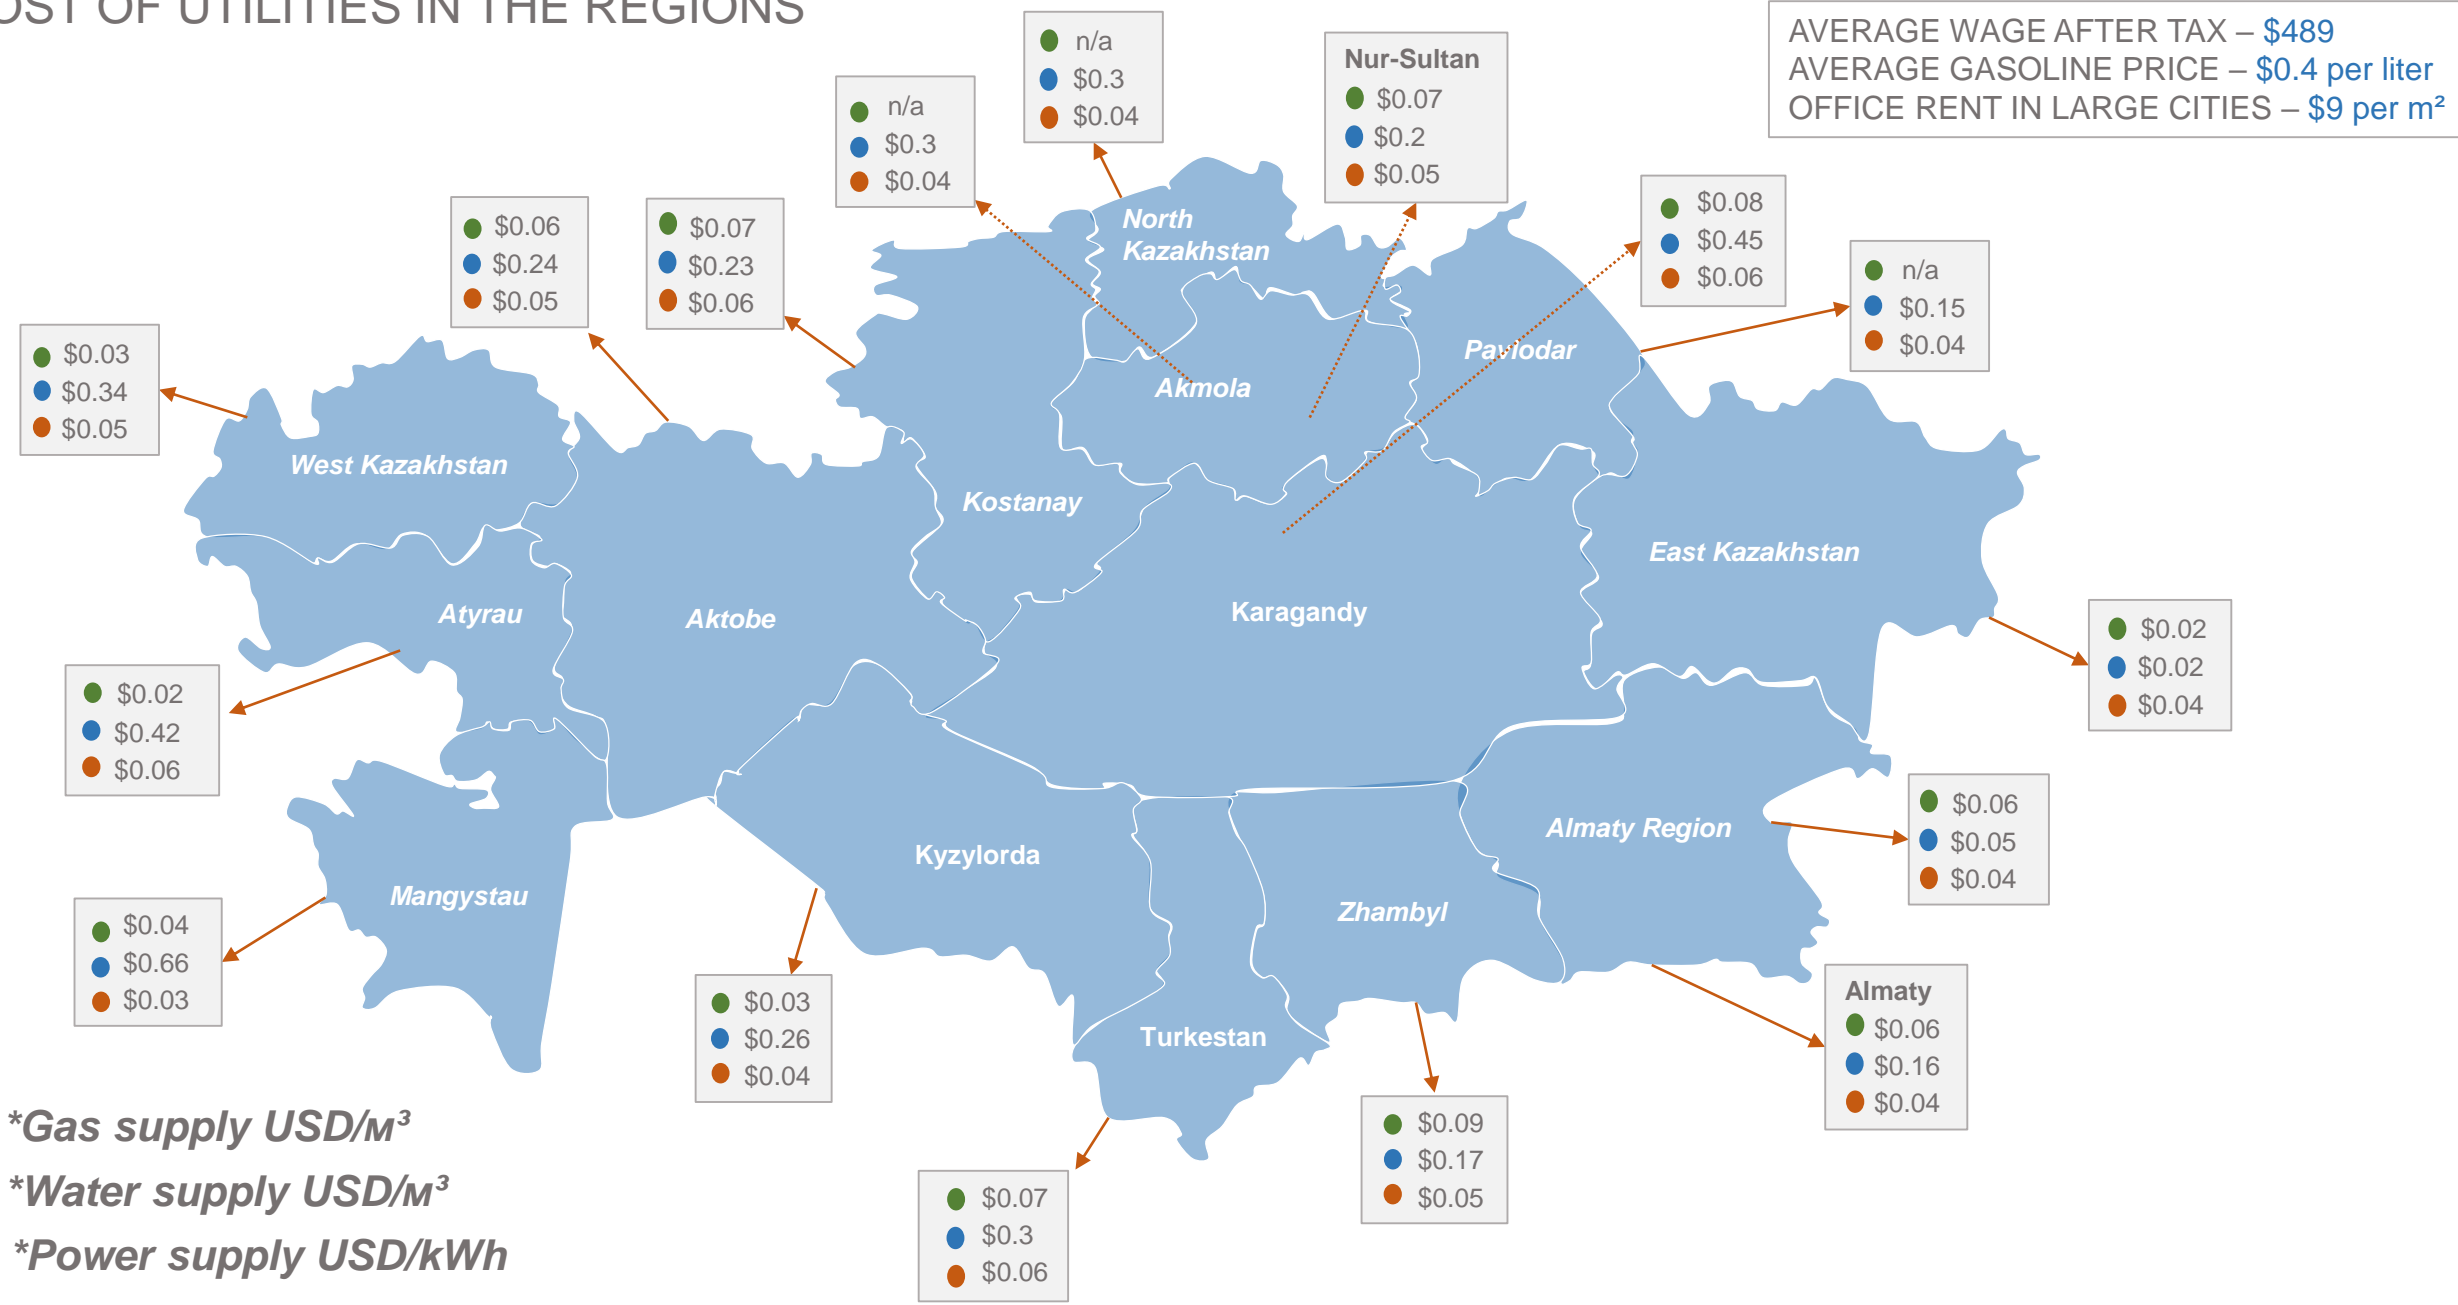 OST OF UTILITIES IN THE REGIONS
AVERAGE WAGE AFTER TAX – $489
AVERAGE GASOLINE PRICE – $0.4 per liter
OFFICE RENT IN LARGE CITIES – $9 per m²
n/a
$0.3
$0.04
Nur-Sultan
$0.07
$0.2
$0.05
n/a
$0.3
$0.04
$0.06
$0.24
$0.05
$0.07
$0.23
$0.06
$0.08
$0.45
$0.06
n/a
$0.15
$0.04
$0.03
$0.34
$0.05
North
Kazakhstan
Pavlodar
Akmola
West Kazakhstan
Kostanay
East Kazakhstan
Atyrau
Aktobe
Karagandy
$0.02
$0.02
$0.04
$0.02
$0.42
$0.06
$0.06
$0.05
$0.04
Almaty Region
Kyzylorda
Mangystau
Zhambyl
$0.04
$0.66
$0.03
$0.03
$0.26
$0.04
Turkestan
Almaty
$0.06
$0.16
$0.04
$0.09
$0.17
$0.05
$0.07
$0.3
$0.06
*Gas supply USD/м³
*Water supply USD/м³
*Power supply USD/kWh